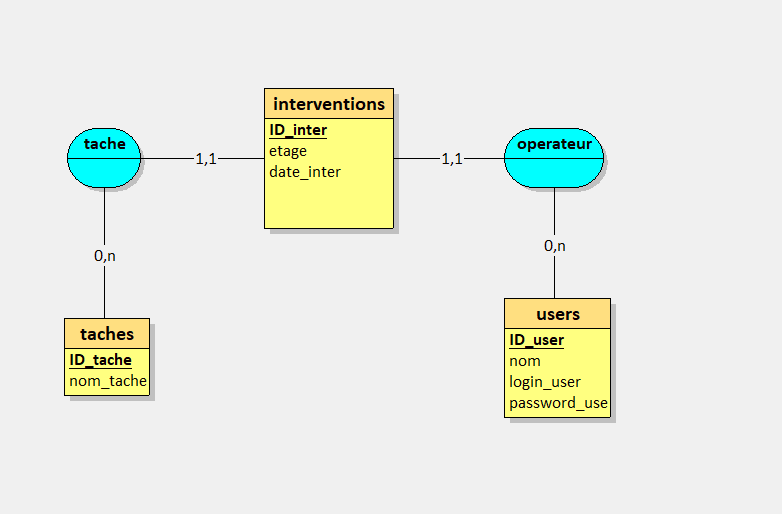 interventions
ID_inter
etage
date_inter
tache
1,1
1,1
operateur
0,n
0,n
taches
ID_tache
nom_tache
users
ID_user
nom
login_user
password_use